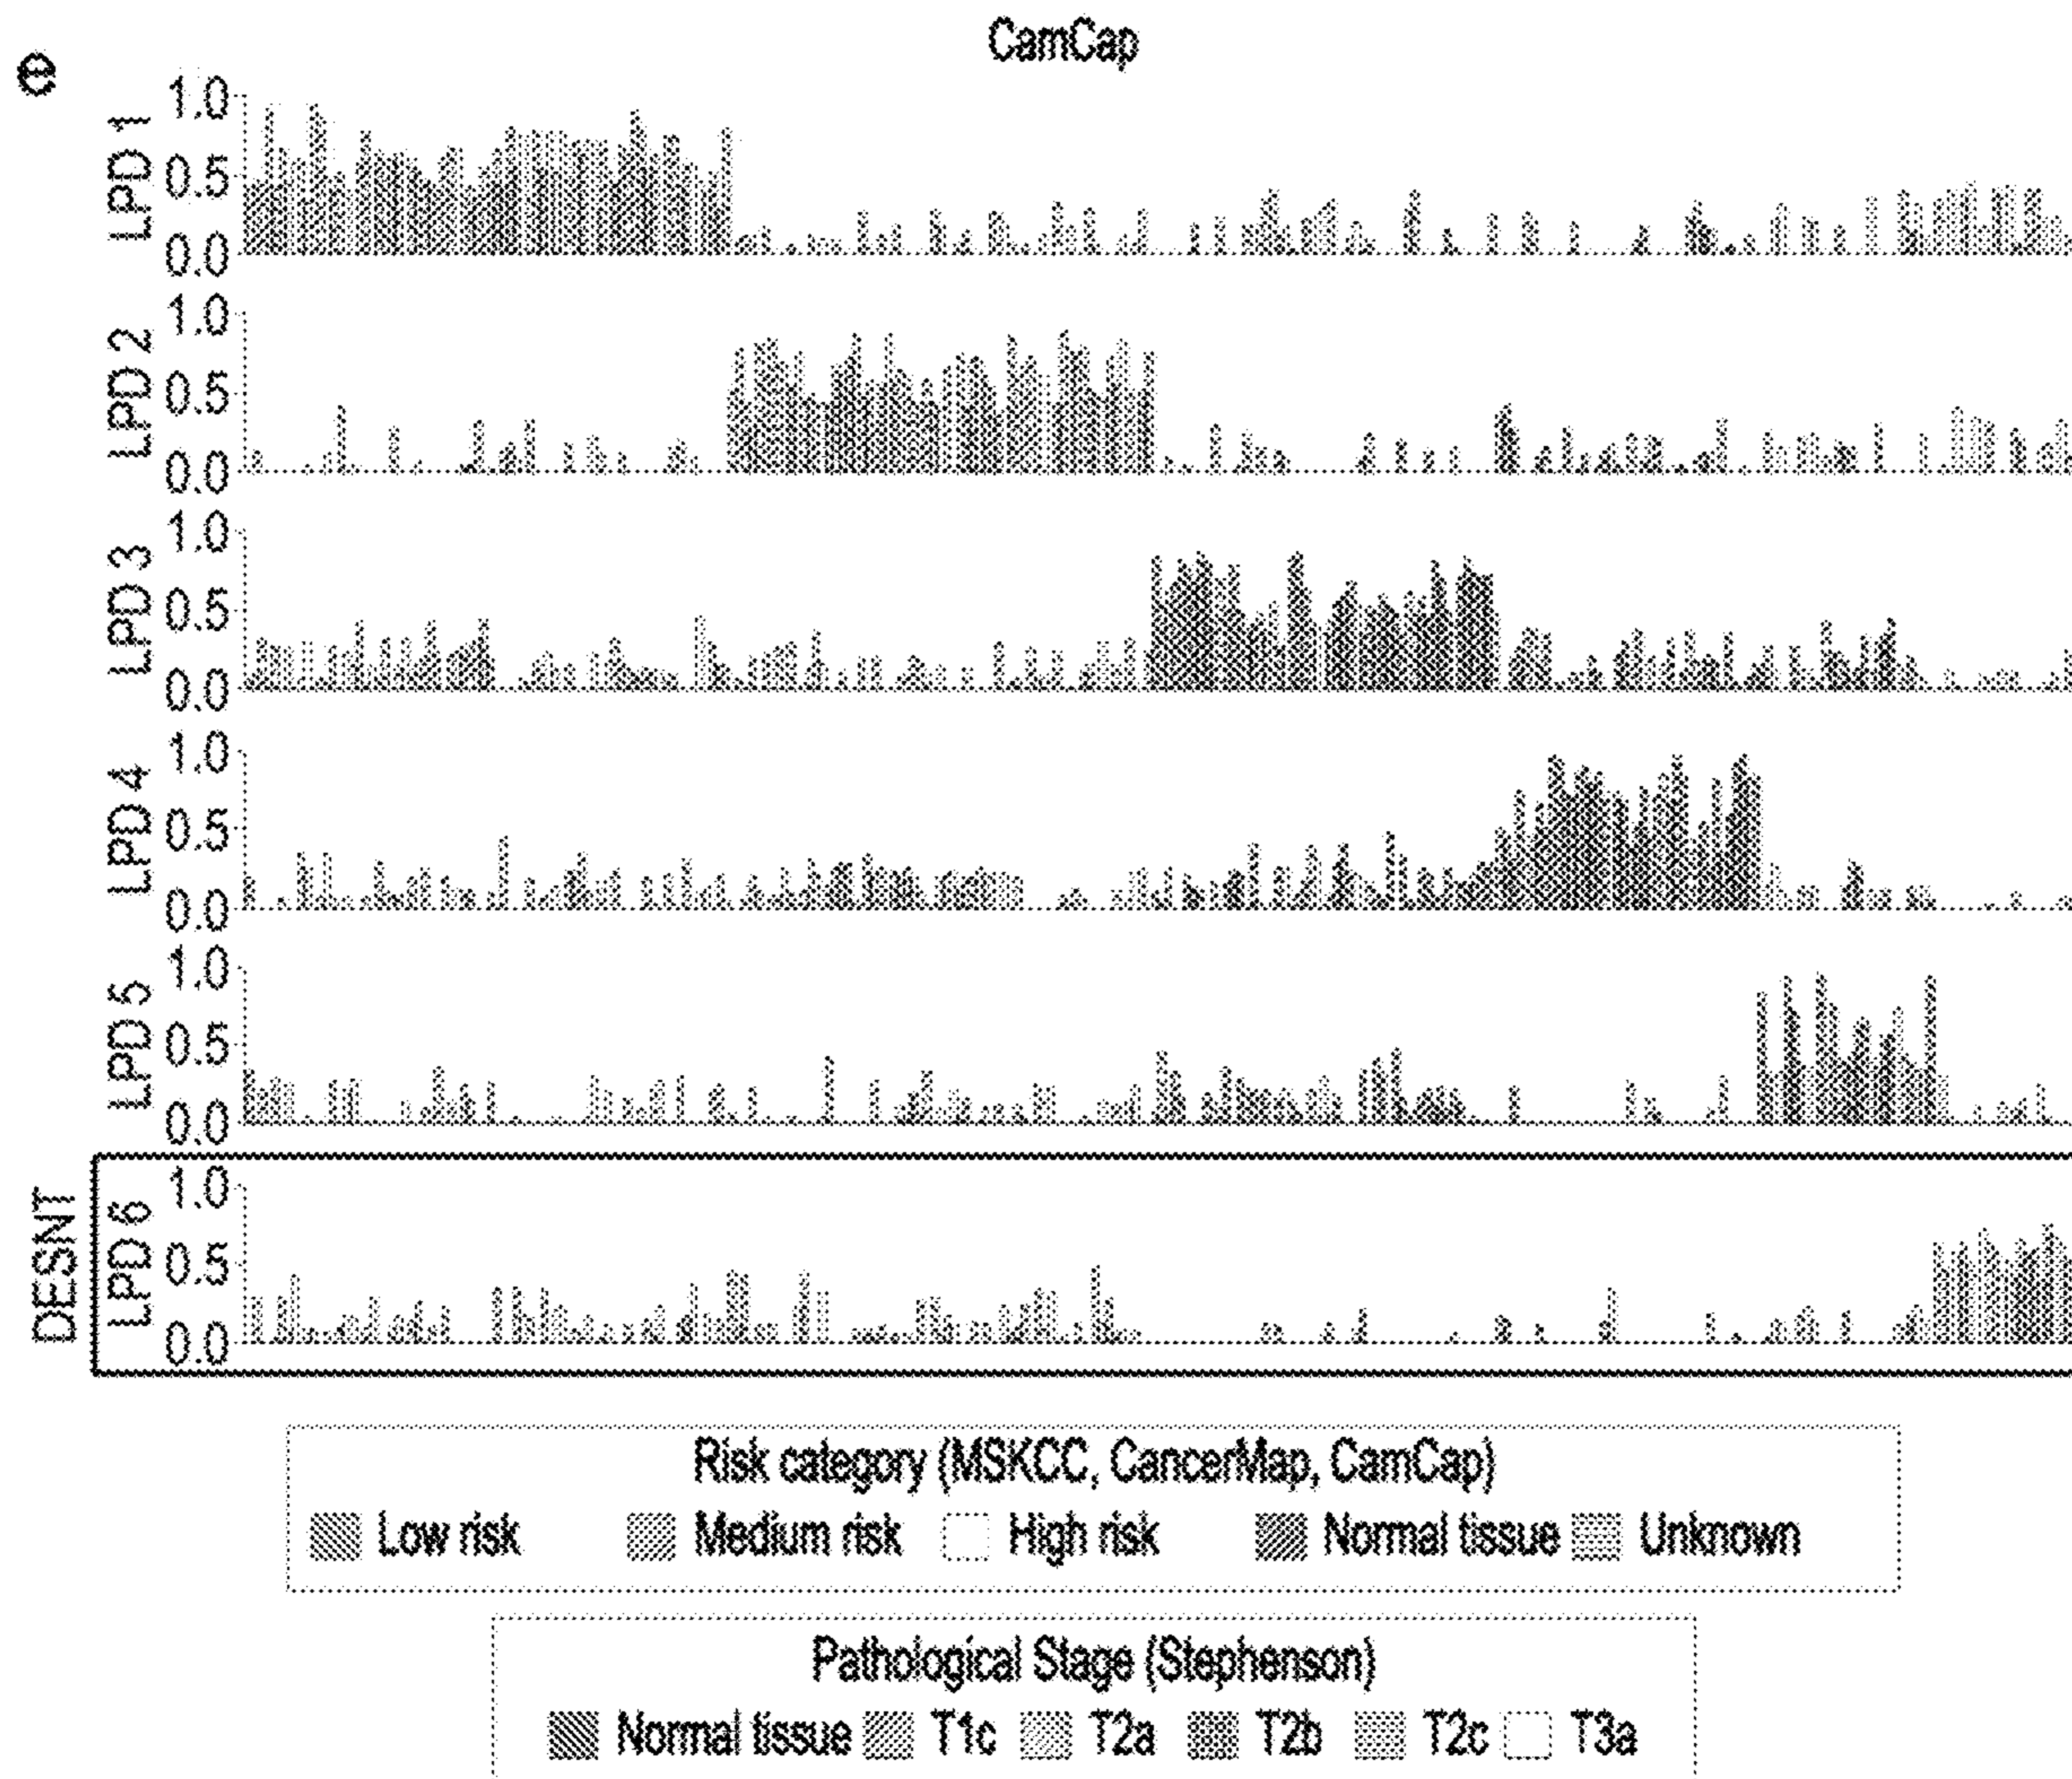 CamCap
e
LPD 1
1.0
0.5
0.0
LPD 2
1.0
0.5
0.0
LPD 3
1.0
0.5
0.0
LPD 4
1.0
0.5
0.0
LPD 5
1.0
0.5
0.0
DESNT
LPD 6
1.0
0.5
0.0
Risk category (MSKCC, CancerMap, CamCap)
Low risk Medium risk High risk Normal tissue Unknown
Pathological Stage (Stephenson)
Normal tissue T1c T2a T2b T2c T3a